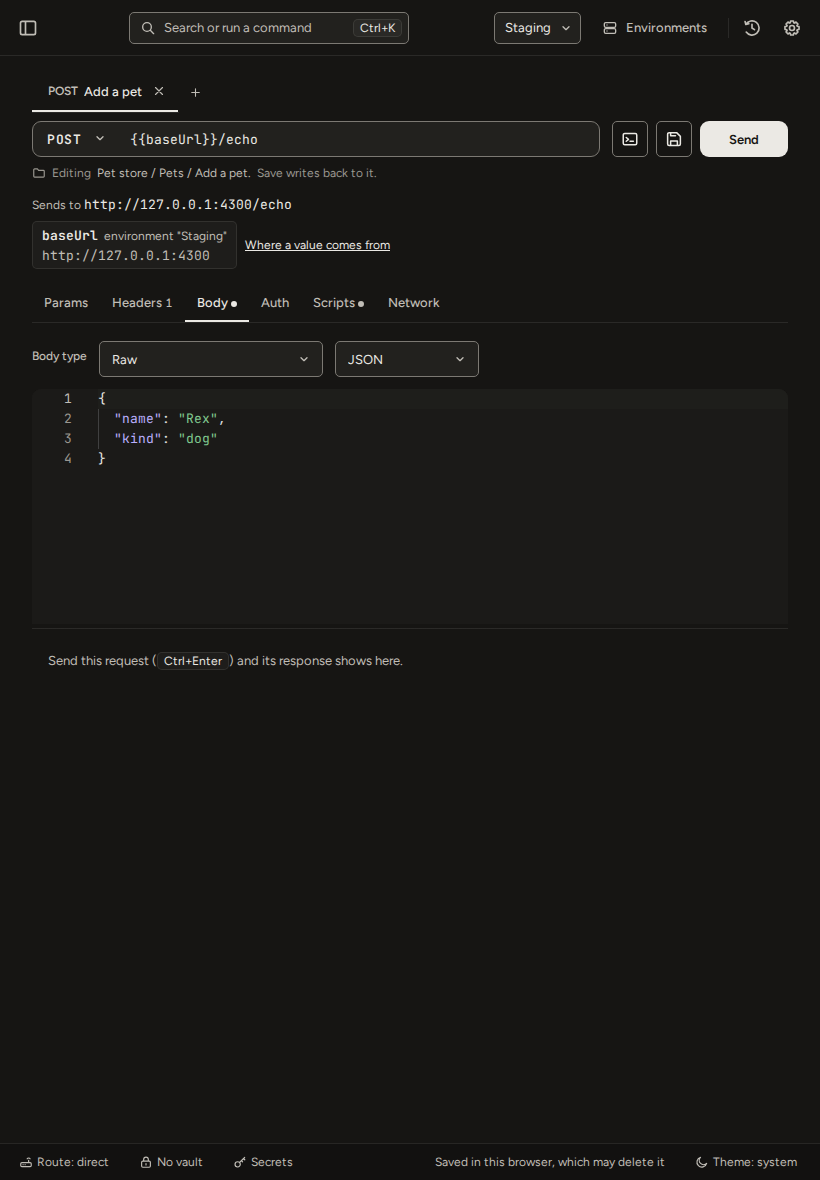 Search or run a command Ctrl+K Staging Environments
POST Add a pet
POST {{baseUrl}}/echo Send
Editing Pet store / Pets / Add a pet. Save writes back to it.
Sends to http://127.0.0.1:4300/echo
baseUrl environment "Staging"
http://127.0.0.1:4300
Where a value comes from
Params Headers 1 Body Auth Scripts Network
Body type Raw JSON
1 {
2 "name": "Rex",
3 "kind": "dog"
4 }
Send this request (Ctrl+Enter) and its response shows here.
Route: direct No vault Secrets Saved in this browser, which may delete it Theme: system